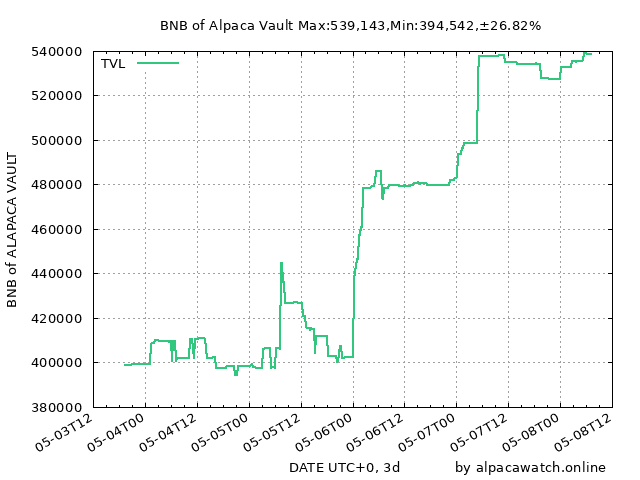 BNB of Alpaca Vault Max:539,143,Min:394,542,±26.82%
TVL
BNB of ALAPACA VAULT
540000
520000
500000
480000
460000
440000
420000
400000
380000
05-03T12
05-04T00
05-04T12
05-05T00
05-05T12
05-06T00
05-06T12
05-07T00
05-07T12
05-08T00
05-08T12
DATE UTC+0, 3d
by alpacawatch.online